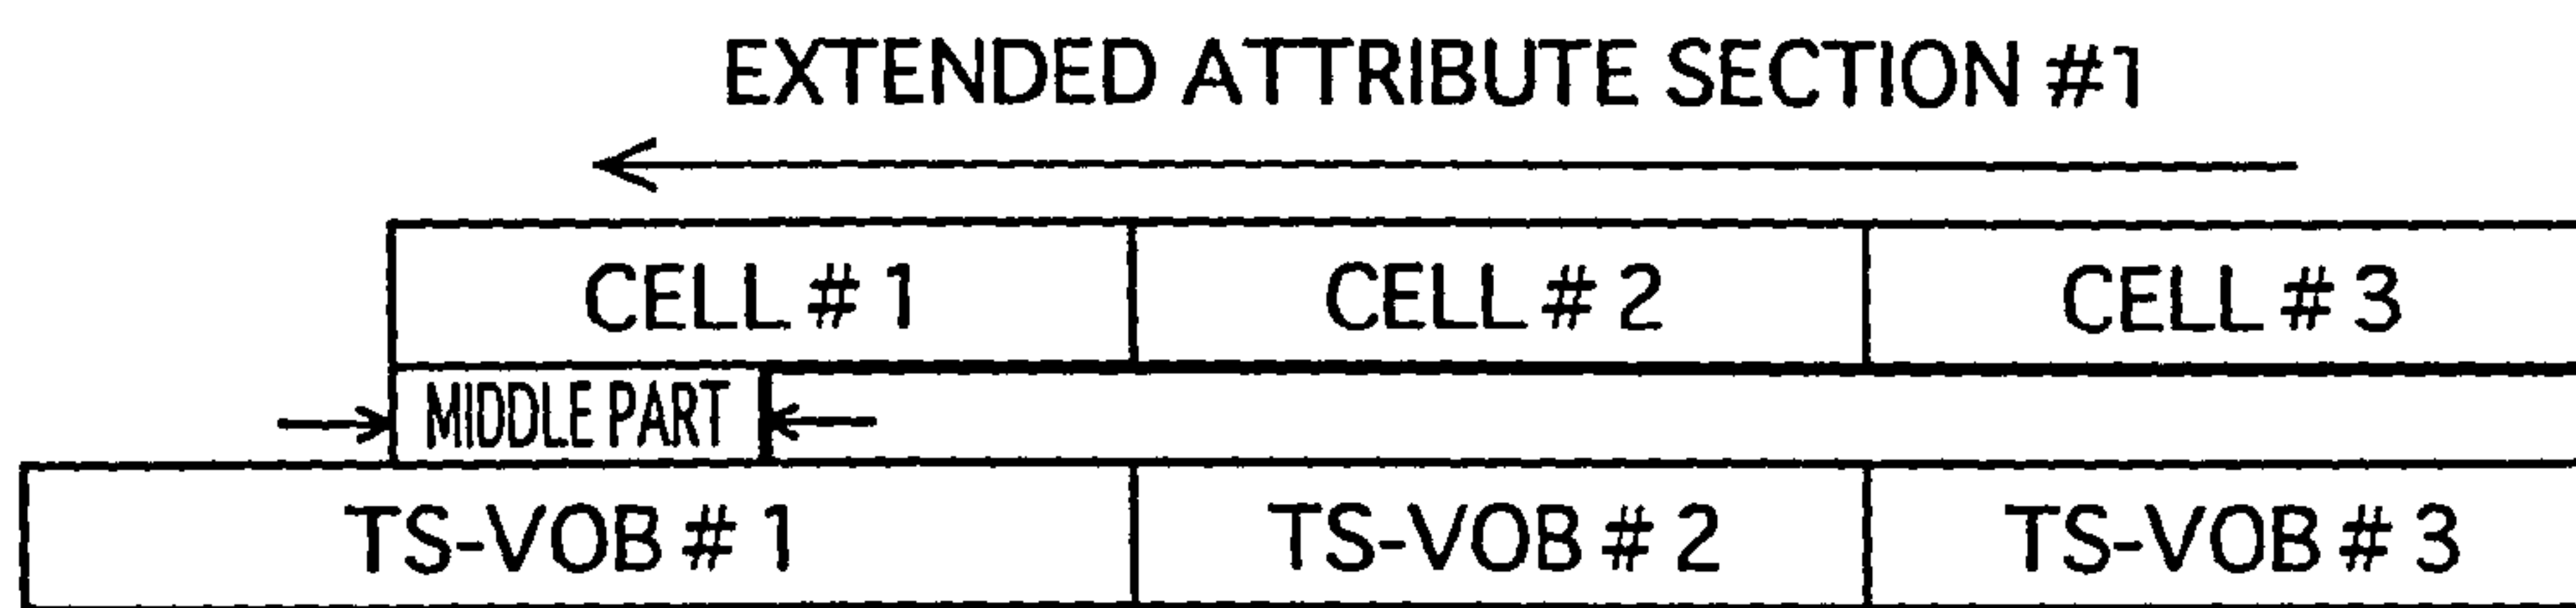 EXTENDED ATTRIBUTE SECTION #1
CELL # 1 CELL # 2 CELL # 3
MIDDLE PART
TS-VOB # 1 TS-VOB # 2 TS-VOB # 3